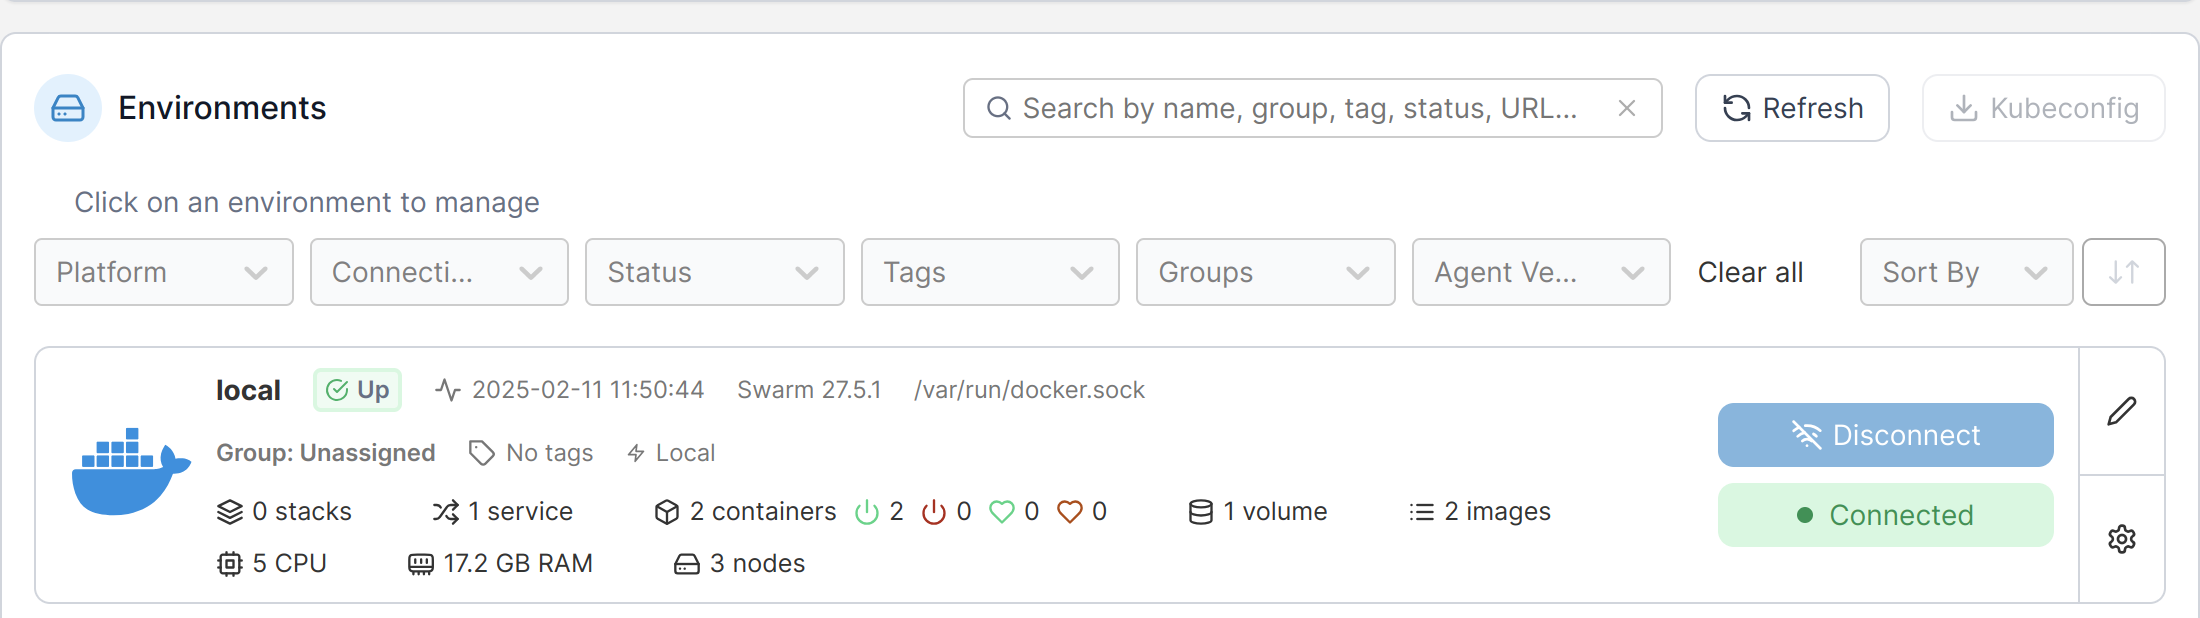 Environments
Search by name, group, tag, status, URL...
Refresh
Kubeconfig
Click on an environment to manage
Platform
Connecti...
Status
Tags
Groups
Agent Ve...
Clear all
Sort By
local
Up
2025-02-11 11:50:44
Swarm 27.5.1
/var/run/docker.sock
Group: Unassigned
No tags
Local
0 stacks
1 service
2 containers
2
0
0
0
1 volume
2 images
5 CPU
17.2 GB RAM
3 nodes
Disconnect
Connected